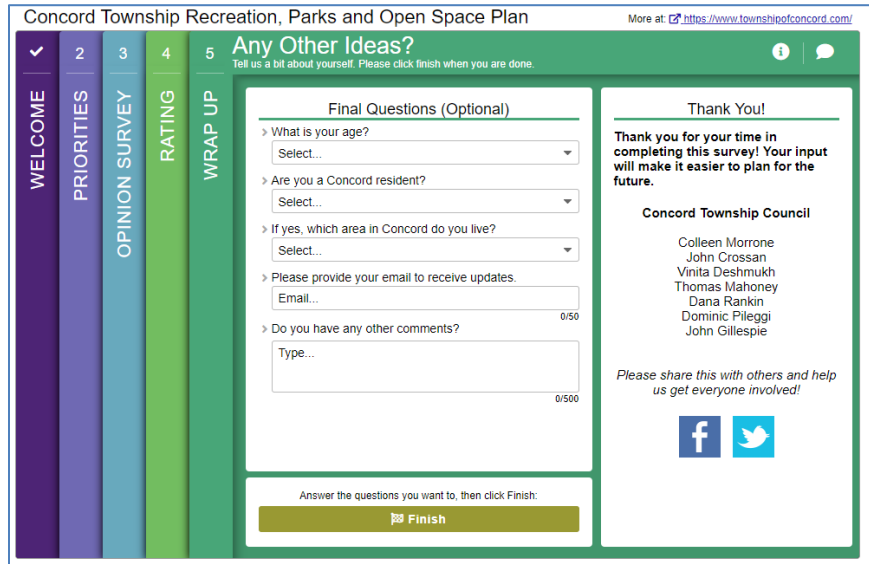 Concord Township Recreation, Parks and Open Space Plan
More at: https://www.townshipofconcord.com/
WELCOME
2
PRIORITIES
3
OPINION SURVEY
4
RATING
5
WRAP UP
Any Other Ideas?
Tell us a bit about yourself. Please click finish when you are done.
Final Questions (Optional)
What is your age?
Select...
Are you a Concord resident?
Select...
If yes, which area in Concord do you live?
Select...
Please provide your email to receive updates.
Email...
0/50
Do you have any other comments?
Type...
0/500
Answer the questions you want to, then click Finish:
Finish
Thank You!
Thank you for your time in
completing this survey! Your input
will make it easier to plan for the
future.
Concord Township Council
Colleen Morrone
John Crossan
Vinita Deshmukh
Thomas Mahoney
Dana Rankin
Dominic Pileggi
John Gillespie
Please share this with others and help
us get everyone involved!